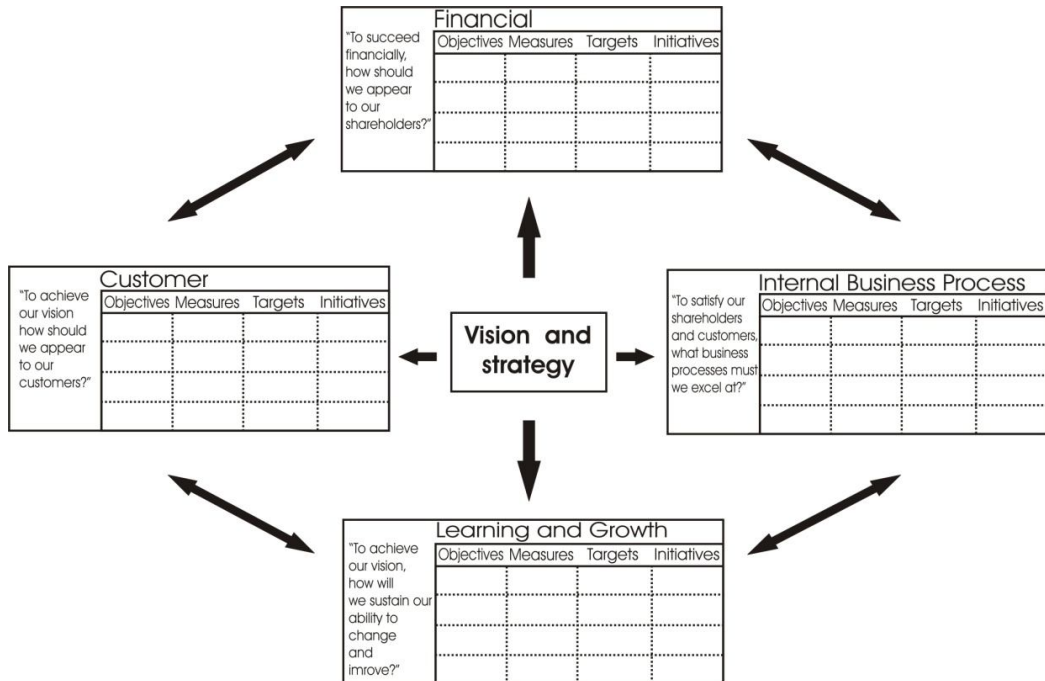 Financial
"To succeed
financially,
how should
we appear
to our
shareholders?"
Objectives Measures Targets Initiatives
Customer
"To achieve
our vision
how should
we appear
to our
customers?"
Objectives Measures Targets Initiatives
Vision and
strategy
Internal Business Process
"To satisfy our
shareholders
and customers,
what business
processes must
we excel at?"
Objectives Measures Targets Initiatives
Learning and Growth
"To achieve
our vision,
how will
we sustain our
ability to
change
and
imrove?"
Objectives Measures Targets Initiatives